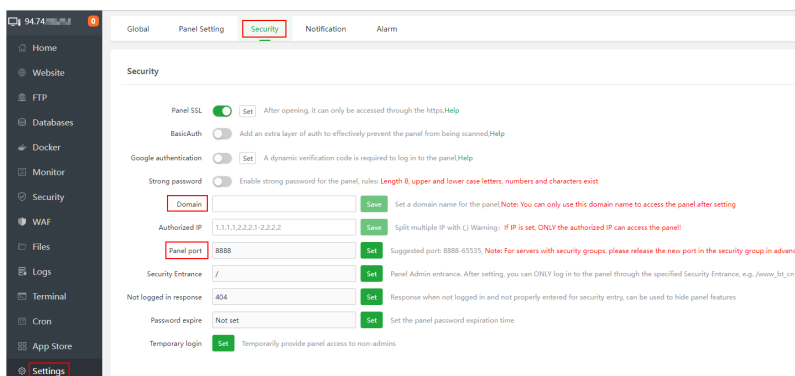 94.74. 0
Global Panel Setting Security Notification Alarm
Home
Website
FTP
Databases
Docker
Monitor
Security
WAF
Files
Logs
Terminal
Cron
App Store
Settings
Security
Panel SSL Set After opening, it can only be accessed through the https,Help
BasicAuth Add an extra layer of auth to effectively prevent the panel from being scanned,Help
Google authentication Set A dynamic verification code is required to log in to the panel,Help
Strong password Enable strong password for the panel, rules: Length 8, upper and lower case letters, numbers and characters exist
Domain Save Set a domain name for the panel,Note: You can only use this domain name to access the panel after setting
Authorized IP 1.1.1.1,2.2.2.1-2.2.2.2 Save Split multiple IP with (,) Warning: If IP is set, ONLY the authorized IP can access the panel!
Panel port 8888 Set Suggested port: 8888-65535, Note: For servers with security groups, please release the new port in the security group in advanc
Security Entrance / Set Panel Admin entrance. After setting, you can ONLY log in to the panel through the specified Security Entrance, e.g. /www_bt_cn
Not logged in response 404 Set Response when not logged in and not properly entered for security entry, can be used to hide panel features
Password expire Not set Set Set the panel password expiration time
Temporary login Set Temporarily provide panel access to non-admins